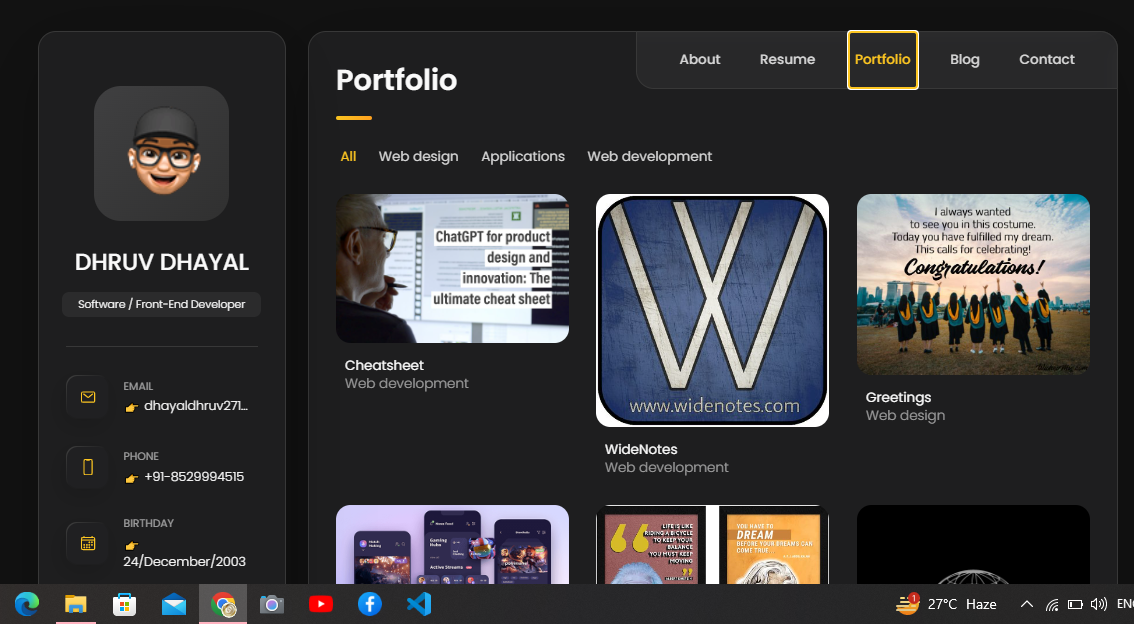 About
Resume
Portfolio
Blog
Contact
Portfolio
All
Web design
Applications
Web development
DHRUV DHAYAL
Software / Front-End Developer
EMAIL
👉 dhayaldhruv271...
PHONE
👉 +91-8529994515
BIRTHDAY
👉
24/December/2003
ChatGPT for product
design and
innovation: The
ultimate cheat sheet
Cheatsheet
Web development
W
www.widenotes.com
WideNotes
Web development
I always wanted
to see you in this costume.
Today you have fulfilled my dream.
This calls for celebrating!
Congratulations!
Greetings
Web design
LIFE IS LIKE
RIDING A BICYCLE
TO KEEP YOUR
BALANCE
YOU MUST KEEP
MOVING
YOU HAVE TO
DREAM
BEFORE YOUR DREAMS CAN
COME TRUE
1
27°C Haze